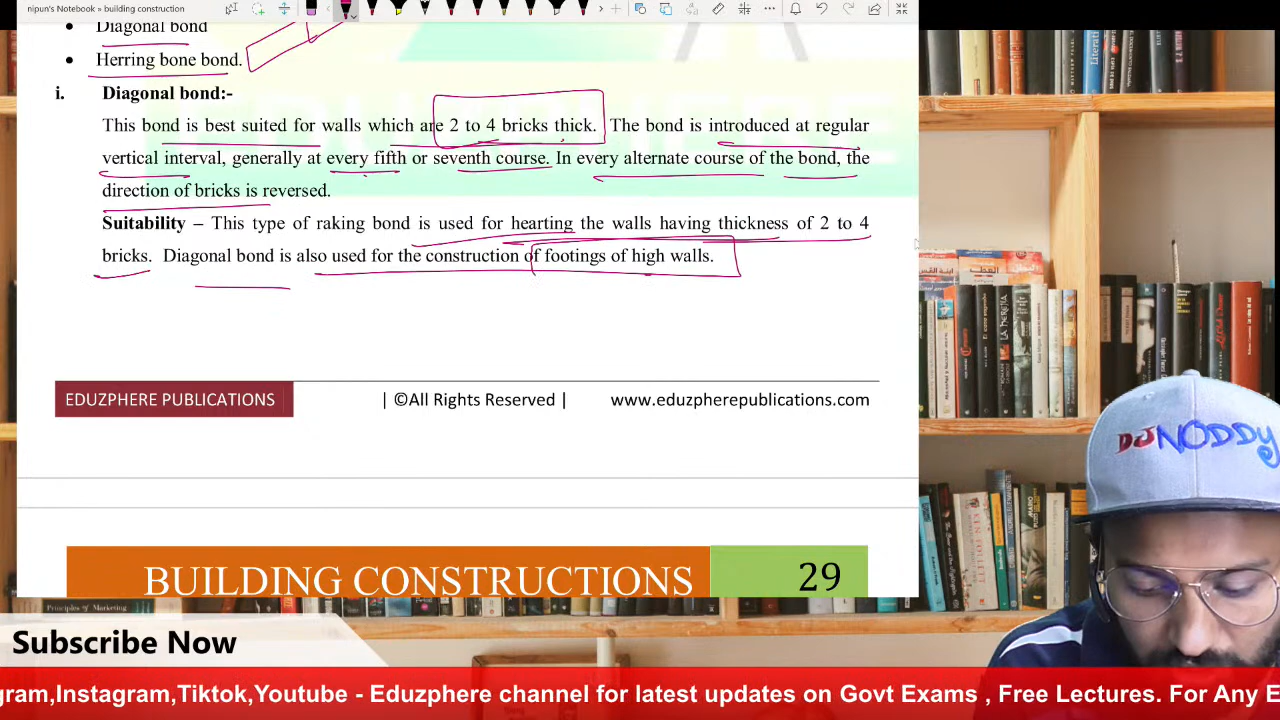 nipun's Notebook » building construction
Diagonal bond
Herring bone bond.
i. Diagonal bond:-
This bond is best suited for walls which are 2 to 4 bricks thick. The bond is introduced at regular
vertical interval, generally at every fifth or seventh course. In every alternate course of the bond, the
direction of bricks is reversed.
Suitability – This type of raking bond is used for hearting the walls having thickness of 2 to 4
bricks. Diagonal bond is also used for the construction of footings of high walls.
EDUZPHERE PUBLICATIONS | ©All Rights Reserved | www.eduzpherepublications.com
BUILDING CONSTRUCTIONS 29
DJNODDY
Principles of Marketing
Subscribe Now
gram,Instagram,Tiktok,Youtube - Eduzphere channel for latest updates on Govt Exams , Free Lectures. For Any E